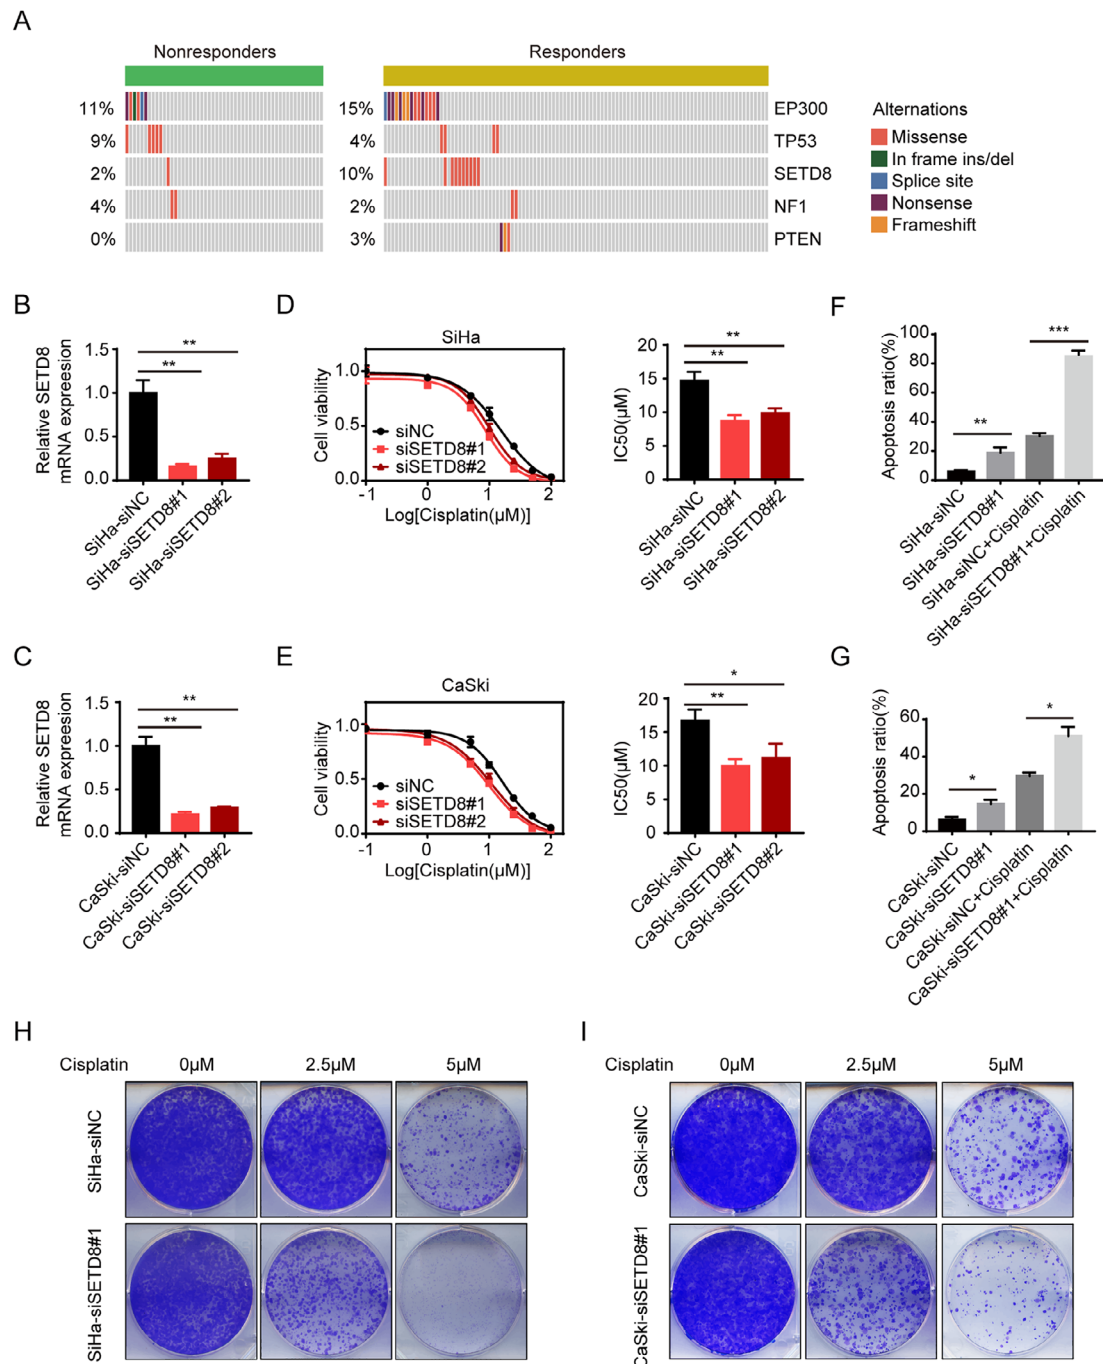 A
Nonresponders
Responders
11%
15%
EP300
9%
4%
TP53
2%
10%
SETD8
4%
2%
NF1
0%
3%
PTEN
Alternations
Missense
In frame ins/del
Splice site
Nonsense
Frameshift
B
Relative SETD8
mRNA expreesion
1.5
1.0
0.5
0.0
**
**
SiHa-siNC
SiHa-siSETD8#1
SiHa-siSETD8#2
D
SiHa
Cell viability
1.0
0.5
0.0
siNC
siSETD8#1
siSETD8#2
-1
0
1
2
Log[Cisplatin(μM)]
IC50(μM)
20
15
10
5
0
**
**
SiHa-siNC
SiHa-siSETD8#1
SiHa-siSETD8#2
F
Apoptosis ratio(%)
100
80
60
40
20
0
**
***
SiHa-siNC
SiHa-siSETD8#1
SiHa-siNC+Cisplatin
SiHa-siSETD8#1+Cisplatin
C
Relative SETD8
mRNA expreesion
1.5
1.0
0.5
0.0
**
**
CaSki-siNC
CaSki-siSETD8#1
CaSki-siSETD8#2
E
CaSki
Cell viability
1.0
0.5
0.0
siNC
siSETD8#1
siSETD8#2
-1
0
1
2
Log[Cisplatin(μM)]
IC50(μM)
20
15
10
5
0
*
**
CaSki-siNC
CaSki-siSETD8#1
CaSki-siSETD8#2
G
Apoptosis ratio(%)
60
40
20
0
*
*
CaSki-siNC
CaSki-siSETD8#1
CaSki-siNC+Cisplatin
CaSki-siSETD8#1+Cisplatin
H
Cisplatin
0μM
2.5μM
5μM
SiHa-siNC
SiHa-siSETD8#1
I
Cisplatin
0μM
2.5μM
5μM
CaSki-siNC
CaSki-siSETD8#1